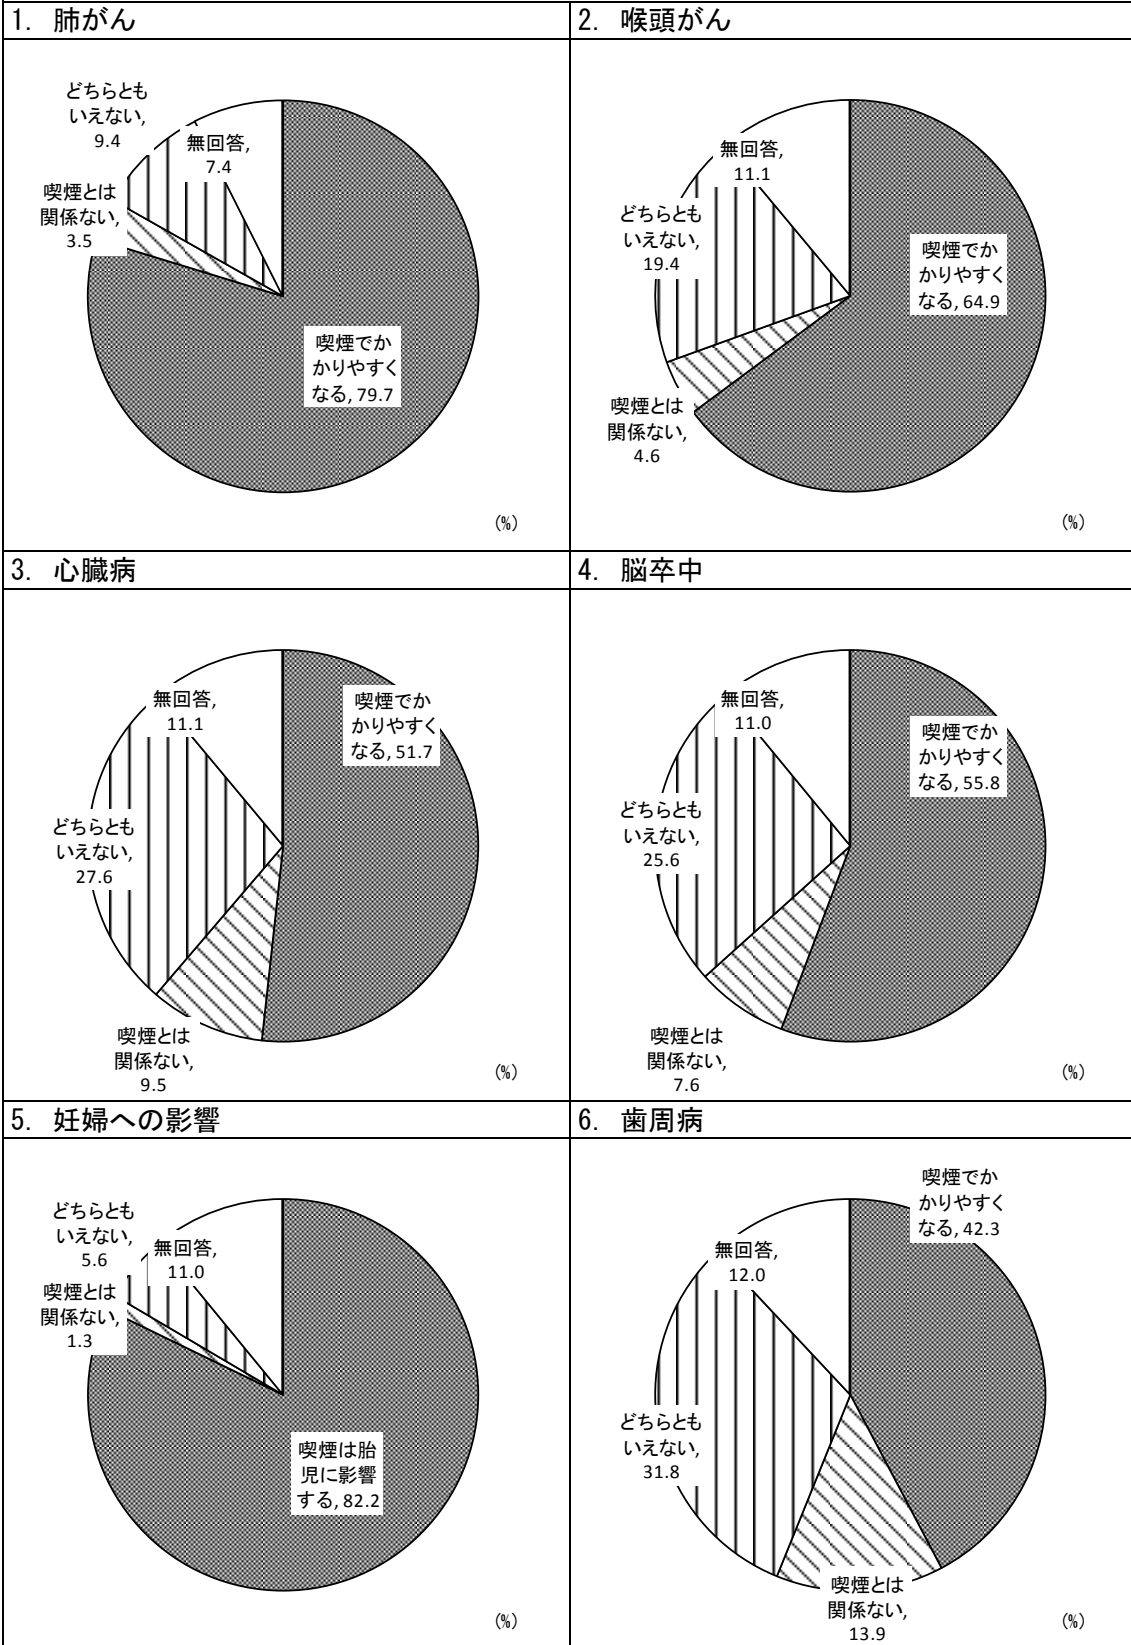 1. 肺がん
どちらとも
いえない,
9.4
無回答,
7.4
喫煙とは
関係ない,
3.5
喫煙でか
かりやすく
なる, 79.7
(%)
2. 喉頭がん
無回答,
11.1
どちらとも
いえない,
19.4
喫煙でか
かりやすく
なる, 64.9
喫煙とは
関係ない,
4.6
(%)
3. 心臓病
無回答,
11.1
喫煙でか
かりやすく
なる, 51.7
どちらとも
いえない,
27.6
喫煙とは
関係ない,
9.5
(%)
4. 脳卒中
無回答,
11.0
喫煙でか
かりやすく
なる, 55.8
どちらとも
いえない,
25.6
喫煙とは
関係ない,
7.6
(%)
5. 妊婦への影響
どちらとも
いえない,
5.6
無回答,
11.0
喫煙とは
関係ない,
1.3
喫煙は胎
児に影響
する, 82.2
(%)
6. 歯周病
喫煙でか
かりやすく
なる, 42.3
無回答,
12.0
どちらとも
いえない,
31.8
喫煙とは
関係ない,
13.9
(%)